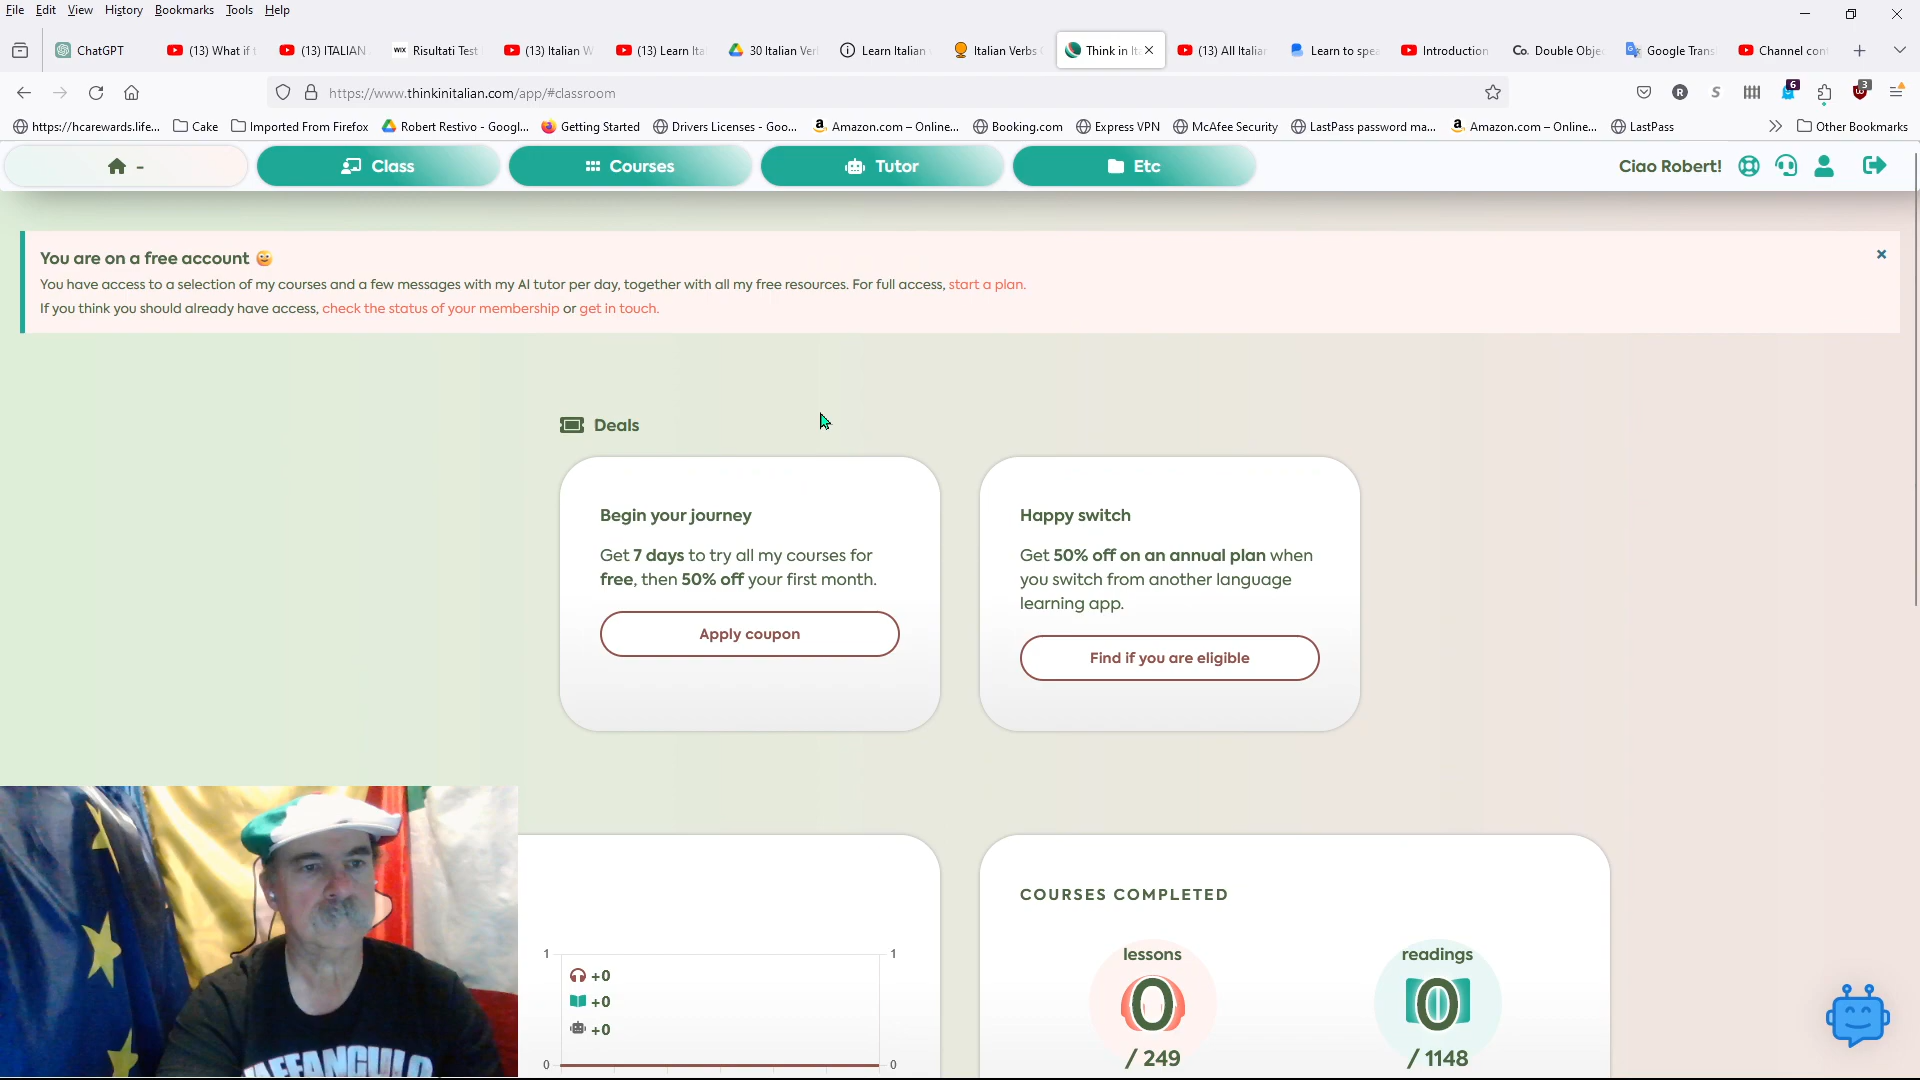 File Edit View History Bookmarks Tools Help
ChatGPT
(13) What if
(13) ITALIAN
WIX Risultati Test
(13) Italian W
(13) Learn Ita
30 Italian Ver
Learn Italian
Italian Verbs
Think in It
(13) All Italia
Learn to spe
Introduction
Co. Double Obje
Google Trans
Channel con
https://www.thinkinitalian.com/app/#classroom
R
S
6
3
https://hcarewards.life...
Cake
Imported From Firefox
Robert Restivo - Googl...
Getting Started
Drivers Licenses - Goo...
Amazon.com – Online...
Booking.com
Express VPN
McAfee Security
LastPass password ma...
Amazon.com – Online...
LastPass
Other Bookmarks
-
Class
Courses
Tutor
Etc
Ciao Robert!
You are on a free account
You have access to a selection of my courses and a few messages with my AI tutor per day, together with all my free resources. For full access, start a plan.
If you think you should already have access, check the status of your membership or get in touch.
Deals
Begin your journey
Get 7 days to try all my courses for
free, then 50% off your first month.
Apply coupon
Happy switch
Get 50% off on an annual plan when
you switch from another language
learning app.
Find if you are eligible
1
1
+0
+0
+0
0
0
COURSES COMPLETED
lessons
0
/ 249
readings
0
/ 1148